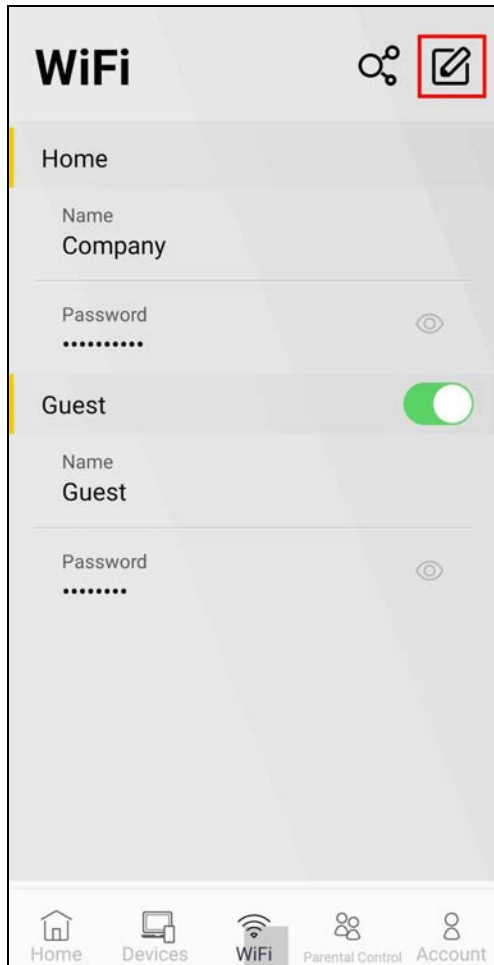 WiFi
Home
Name
Company
Password
••••••••••
Guest
Name
Guest
Password
••••••••
Home Devices WiFi Parental Control Account